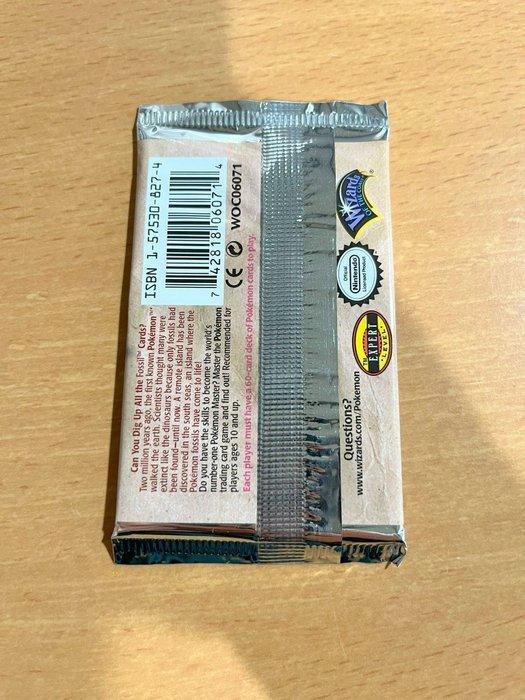 ISBN 1-57530-827-4
7 42818 06071 4
CE WOC06071
Can You Dig Up All the Fossil™ Cards?
Two million years ago, the first known Pokémon™
walked the earth. Scientists thought many were
extinct like the dinosaurs because only fossils had
been found—until now. A remote island has been
discovered in the south seas, an island where the
Pokémon fossils have come to life!
Do you have the skills to become the world's
number-one Pokémon Master? Master the Pokémon
trading card game and find out! Recommended for
players ages 10 and up.
Each player must have a 60-card deck of Pokémon cards to play.
Wizards ®
OF THE COAST
Official
Nintendo
Licensed Product
EXPERT
LEVEL
Questions?
www.wizards.com/Pokemon